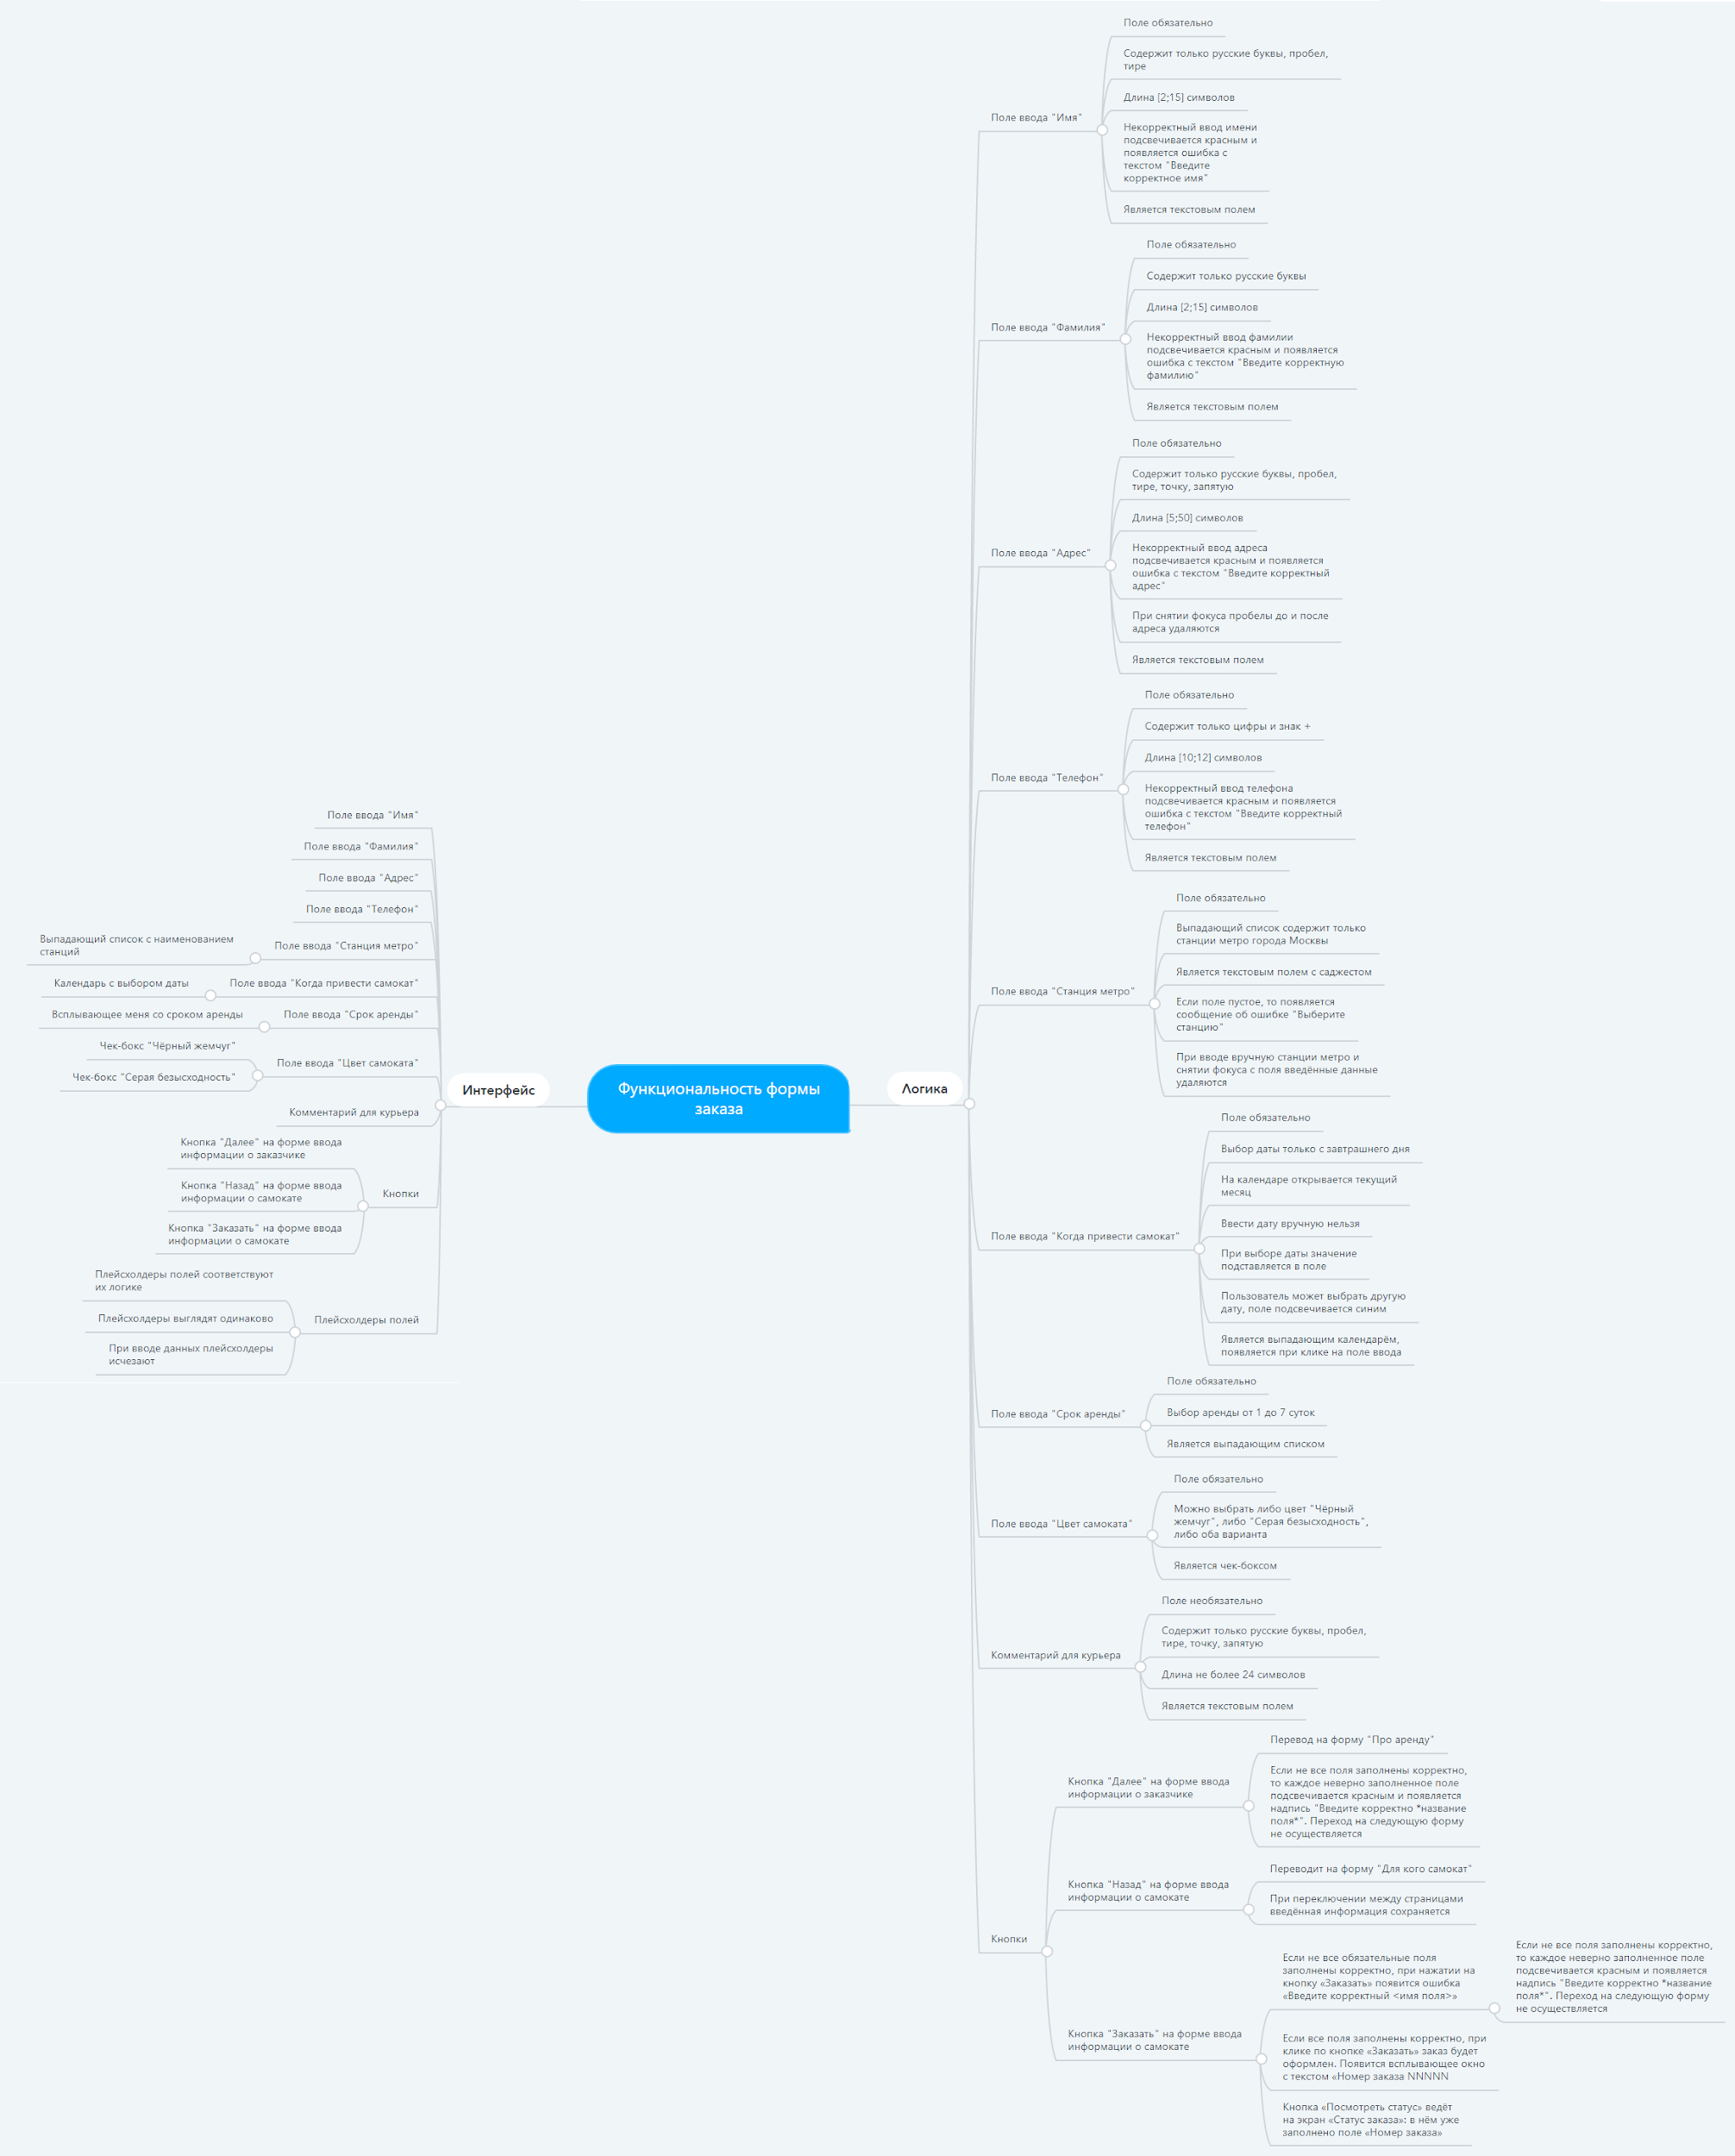 Функциональность формы
заказа
Интерфейс
Поле ввода "Имя"
Поле ввода "Фамилия"
Поле ввода "Адрес"
Поле ввода "Телефон"
Поле ввода "Станция метро"
Выпадающий список с наименованием
станций
Поле ввода "Когда привести самокат"
Календарь с выбором даты
Поле ввода "Срок аренды"
Всплывающее меня со сроком аренды
Поле ввода "Цвет самоката"
Чек-бокс "Чёрный жемчуг"
Чек-бокс "Серая безысходность"
Комментарий для курьера
Кнопки
Кнопка "Далее" на форме ввода
информации о заказчике
Кнопка "Назад" на форме ввода
информации о самокате
Кнопка "Заказать" на форме ввода
информации о самокате
Плейсхолдеры полей
Плейсхолдеры полей соответствуют
их логике
Плейсхолдеры выглядят одинаково
При вводе данных плейсхолдеры
исчезают
Логика
Поле ввода "Имя"
Поле обязательно
Содержит только русские буквы, пробел,
тире
Длина [2;15] символов
Некорректный ввод имени
подсвечивается красным и
появляется ошибка с
текстом "Введите
корректное имя"
Является текстовым полем
Поле ввода "Фамилия"
Поле обязательно
Содержит только русские буквы
Длина [2;15] символов
Некорректный ввод фамилии
подсвечивается красным и появляется
ошибка с текстом "Введите корректную
фамилию"
Является текстовым полем
Поле ввода "Адрес"
Поле обязательно
Содержит только русские буквы, пробел,
тире, точку, запятую
Длина [5;50] символов
Некорректный ввод адреса
подсвечивается красным и появляется
ошибка с текстом "Введите корректный
адрес"
При снятии фокуса пробелы до и после
адреса удаляются
Является текстовым полем
Поле ввода "Телефон"
Поле обязательно
Содержит только цифры и знак +
Длина [10;12] символов
Некорректный ввод телефона
подсвечивается красным и появляется
ошибка с текстом "Введите корректный
телефон"
Является текстовым полем
Поле ввода "Станция метро"
Поле обязательно
Выпадающий список содержит только
станции метро города Москвы
Является текстовым полем с саджестом
Если поле пустое, то появляется
сообщение об ошибке "Выберите
станцию"
При вводе вручную станции метро и
снятии фокуса с поля введённые данные
удаляются
Поле ввода "Когда привести самокат"
Поле обязательно
Выбор даты только с завтрашнего дня
На календаре открывается текущий
месяц
Ввести дату вручную нельзя
При выборе даты значение
подставляется в поле
Пользователь может выбрать другую
дату, поле подсвечивается синим
Является выпадающим календарём,
появляется при клике на поле ввода
Поле ввода "Срок аренды"
Поле обязательно
Выбор аренды от 1 до 7 суток
Является выпадающим списком
Поле ввода "Цвет самоката"
Поле обязательно
Можно выбрать либо цвет "Чёрный
жемчуг", либо "Серая безысходность",
либо оба варианта
Является чек-боксом
Комментарий для курьера
Поле необязательно
Содержит только русские буквы, пробел,
тире, точку, запятую
Длина не более 24 символов
Является текстовым полем
Кнопки
Кнопка "Далее" на форме ввода
информации о заказчике
Перевод на форму "Про аренду"
Если не все поля заполнены корректно,
то каждое неверно заполненное поле
подсвечивается красным и появляется
надпись "Введите корректно *название
поля*". Переход на следующую форму
не осуществляется
Кнопка "Назад" на форме ввода
информации о самокате
Переводит на форму "Для кого самокат"
При переключении между страницами
введённая информация сохраняется
Кнопка "Заказать" на форме ввода
информации о самокате
Если не все обязательные поля
заполнены корректно, при нажатии на
кнопку «Заказать» появится ошибка
«Введите корректный <имя поля>»
Если не все поля заполнены корректно,
то каждое неверно заполненное поле
подсвечивается красным и появляется
надпись "Введите корректно *название
поля*". Переход на следующую форму
не осуществляется
Если все поля заполнены корректно, при
клике по кнопке «Заказать» заказ будет
оформлен. Появится всплывающее окно
с текстом «Номер заказа NNNNN
Кнопка «Посмотреть статус» ведёт
на экран «Статус заказа»: в нём уже
заполнено поле «Номер заказа»